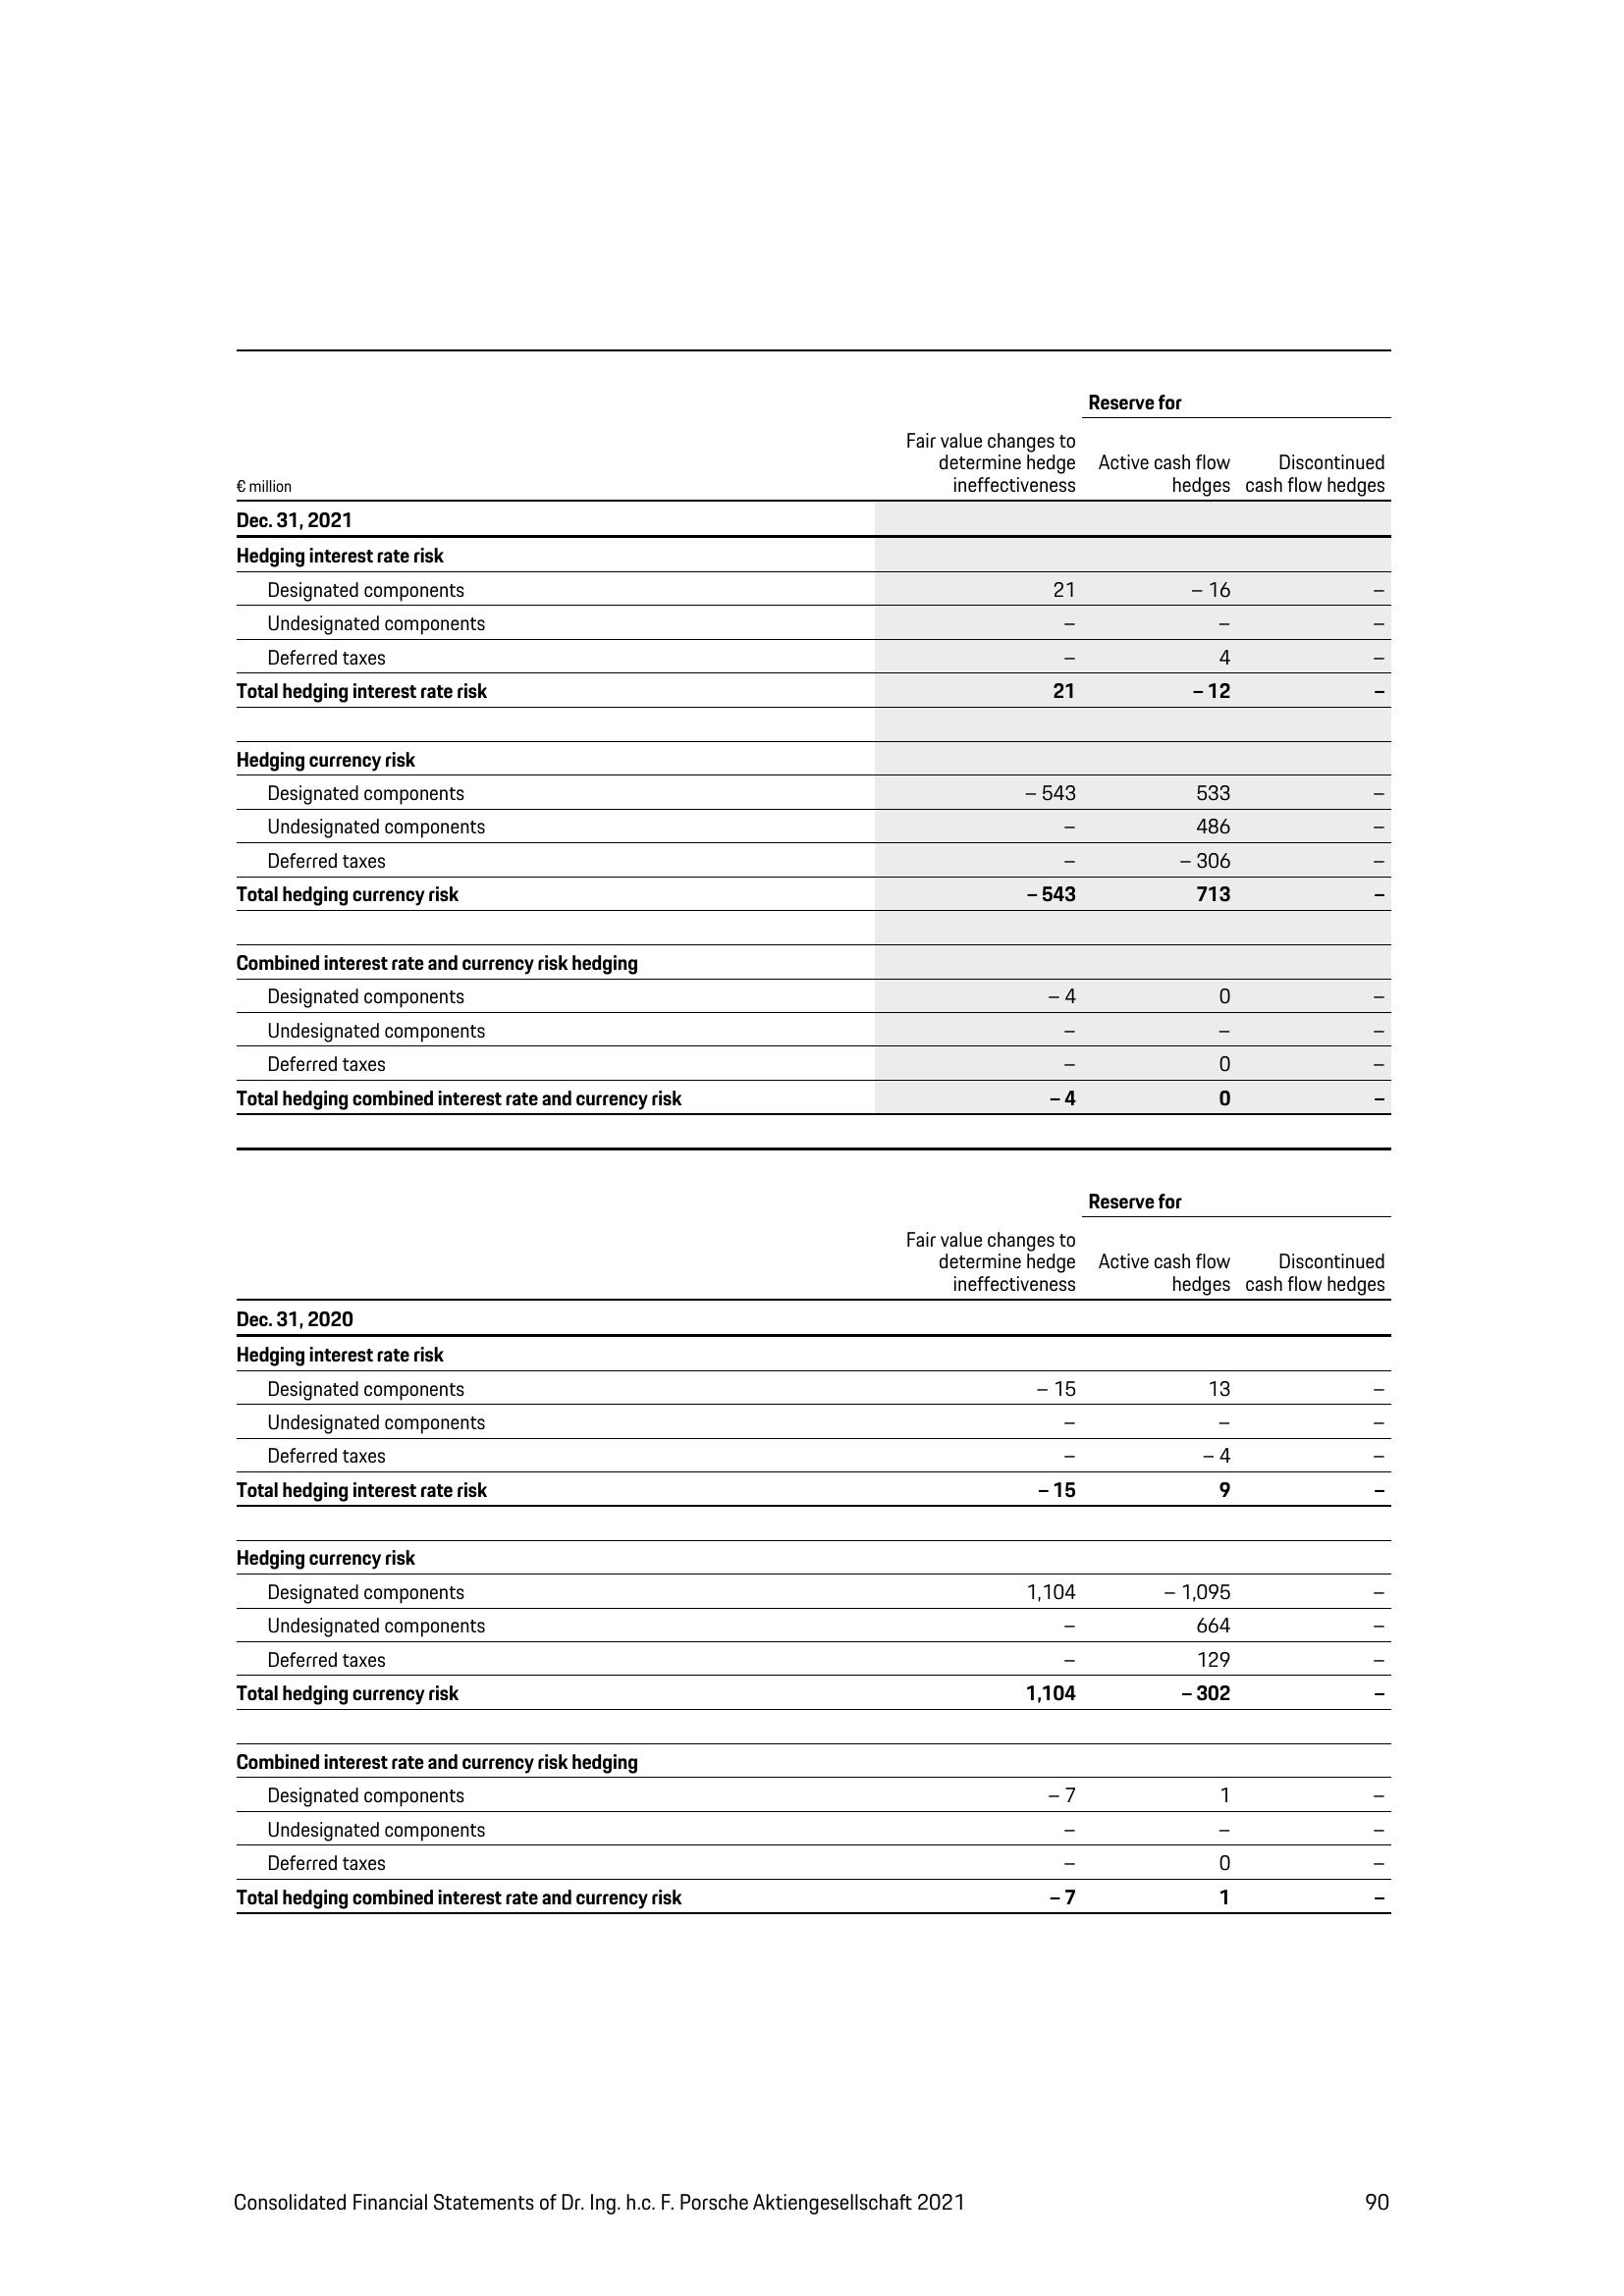 Reserve for
Fair value changes to
determine hedge Active cash flow Discontinued
€ million ineffectiveness hedges cash flow hedges
Dec. 31, 2021
Hedging interest rate risk
Designated components 21 – 16 –
Undesignated components – – –
Deferred taxes – 4 –
Total hedging interest rate risk 21 – 12 –
Hedging currency risk
Designated components – 543 533 –
Undesignated components – 486 –
Deferred taxes – – 306 –
Total hedging currency risk – 543 713 –
Combined interest rate and currency risk hedging
Designated components – 4 0 –
Undesignated components – – –
Deferred taxes – 0 –
Total hedging combined interest rate and currency risk – 4 0 –
Reserve for
Fair value changes to
determine hedge Active cash flow Discontinued
ineffectiveness hedges cash flow hedges
Dec. 31, 2020
Hedging interest rate risk
Designated components – 15 13 –
Undesignated components – – –
Deferred taxes – – 4 –
Total hedging interest rate risk – 15 9 –
Hedging currency risk
Designated components 1,104 – 1,095 –
Undesignated components – 664 –
Deferred taxes – 129 –
Total hedging currency risk 1,104 – 302 –
Combined interest rate and currency risk hedging
Designated components – 7 1 –
Undesignated components – – –
Deferred taxes – 0 –
Total hedging combined interest rate and currency risk – 7 1 –
Consolidated Financial Statements of Dr. Ing. h.c. F. Porsche Aktiengesellschaft 2021 90